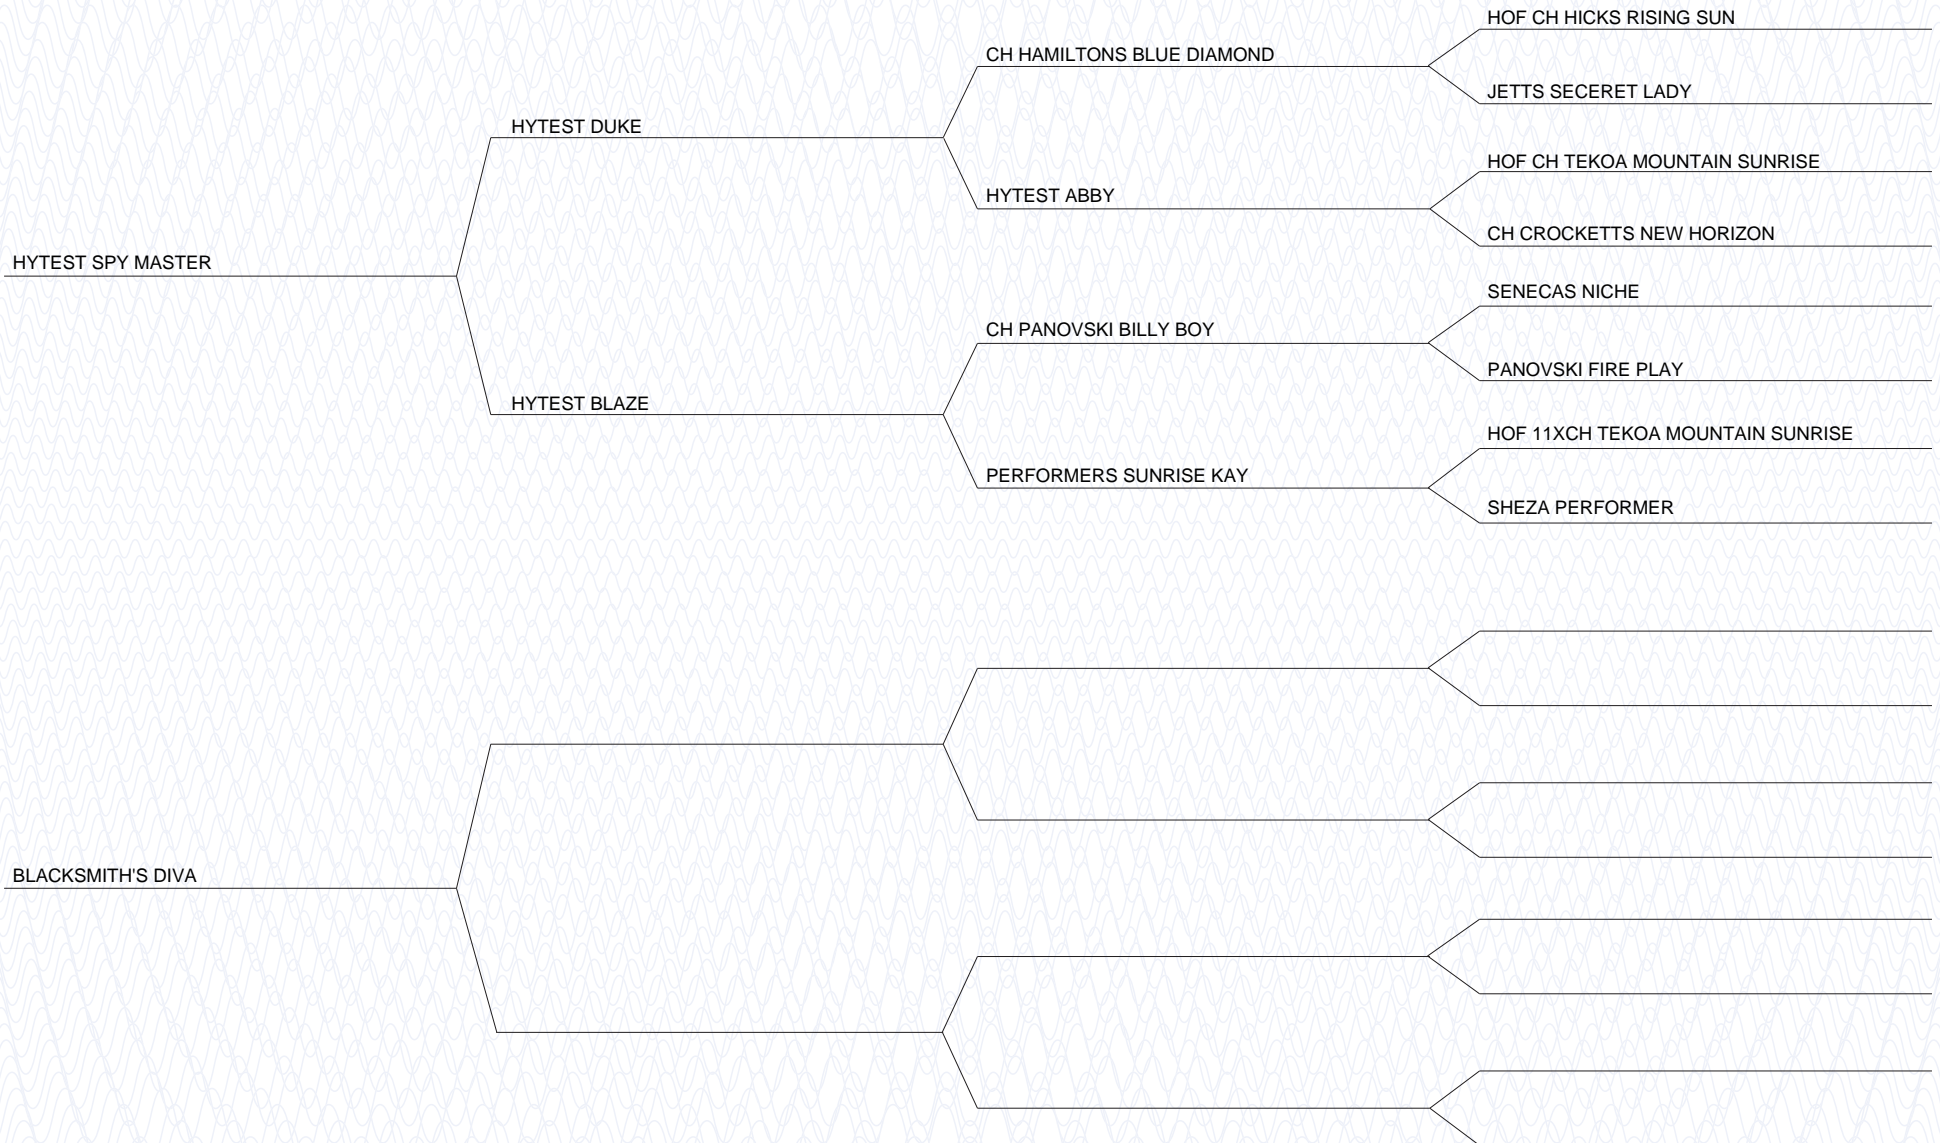 HOF CH HICKS RISING SUN
CH HAMILTONS BLUE DIAMOND
JETTS SECERET LADY
HYTEST DUKE
HOF CH TEKOA MOUNTAIN SUNRISE
HYTEST ABBY
CH CROCKETTS NEW HORIZON
HYTEST SPY MASTER
SENECAS NICHE
CH PANOVSKI BILLY BOY
PANOVSKI FIRE PLAY
HYTEST BLAZE
HOF 11XCH TEKOA MOUNTAIN SUNRISE
PERFORMERS SUNRISE KAY
SHEZA PERFORMER
BLACKSMITH'S DIVA